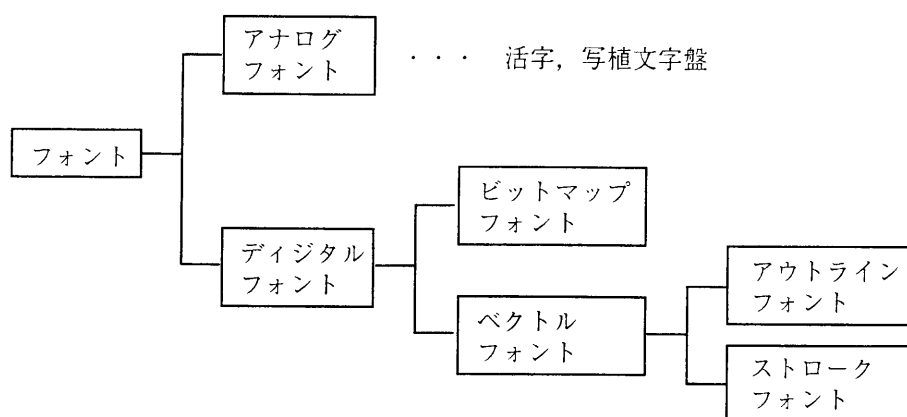 アナログ
フォント
・・・ 活字，写植文字盤
フォント
ビットマップ
フォント
ディジタル
フォント
アウトライン
フォント
ベクトル
フォント
ストローク
フォント